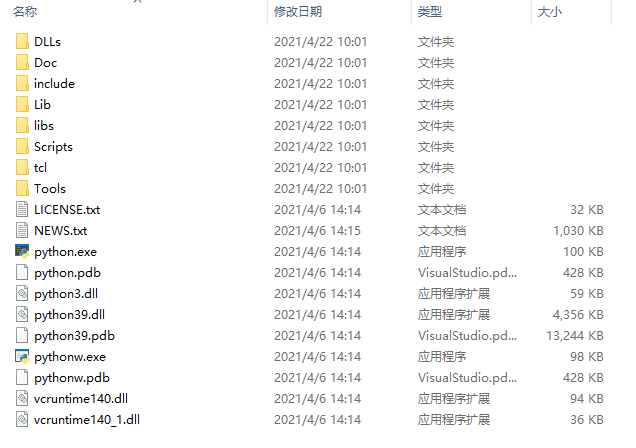 名称 修改日期 类型 大小
DLLs 2021/4/22 10:01 文件夹
Doc 2021/4/22 10:01 文件夹
include 2021/4/22 10:01 文件夹
Lib 2021/4/22 10:01 文件夹
libs 2021/4/22 10:01 文件夹
Scripts 2021/4/22 10:01 文件夹
tcl 2021/4/22 10:01 文件夹
Tools 2021/4/22 10:01 文件夹
LICENSE.txt 2021/4/6 14:14 文本文档 32 KB
NEWS.txt 2021/4/6 14:15 文本文档 1,030 KB
python.exe 2021/4/6 14:14 应用程序 100 KB
python.pdb 2021/4/6 14:14 VisualStudio.pd... 428 KB
python3.dll 2021/4/6 14:14 应用程序扩展 59 KB
python39.dll 2021/4/6 14:14 应用程序扩展 4,356 KB
python39.pdb 2021/4/6 14:14 VisualStudio.pd... 13,244 KB
pythonw.exe 2021/4/6 14:14 应用程序 98 KB
pythonw.pdb 2021/4/6 14:14 VisualStudio.pd... 428 KB
vcruntime140.dll 2021/4/6 14:14 应用程序扩展 94 KB
vcruntime140_1.dll 2021/4/6 14:14 应用程序扩展 36 KB